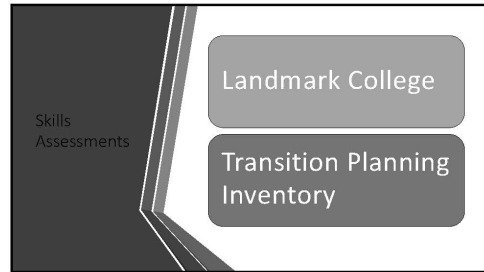 Skills
Assessments
Landmark College
Transition Planning
Inventory